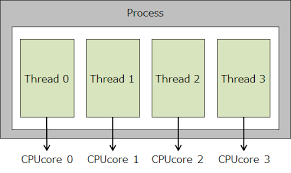 Process
Thread 0 Thread 1 Thread 2 Thread 3
CPUcore 0 CPUcore 1 CPUcore 2 CPUcore 3